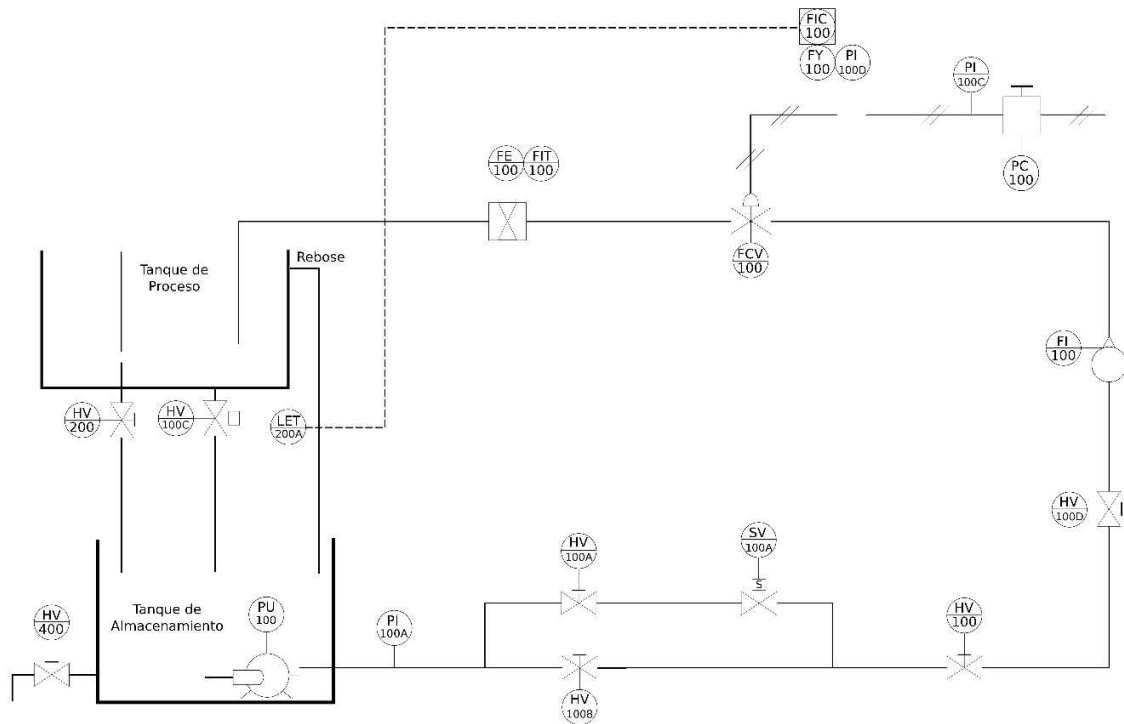 FIC
100
FY
100
PI
100D
PI
100C
PC
100
FE
100
FIT
100
FCV
100
Rebose
Tanque de
Proceso
FI
100
HV
200
HV
100C
LET
200A
HV
100D
HV
100A
SV
100A
S
HV
400
Tanque de
Almacenamiento
PU
100
PI
100A
HV
100
HV
1008